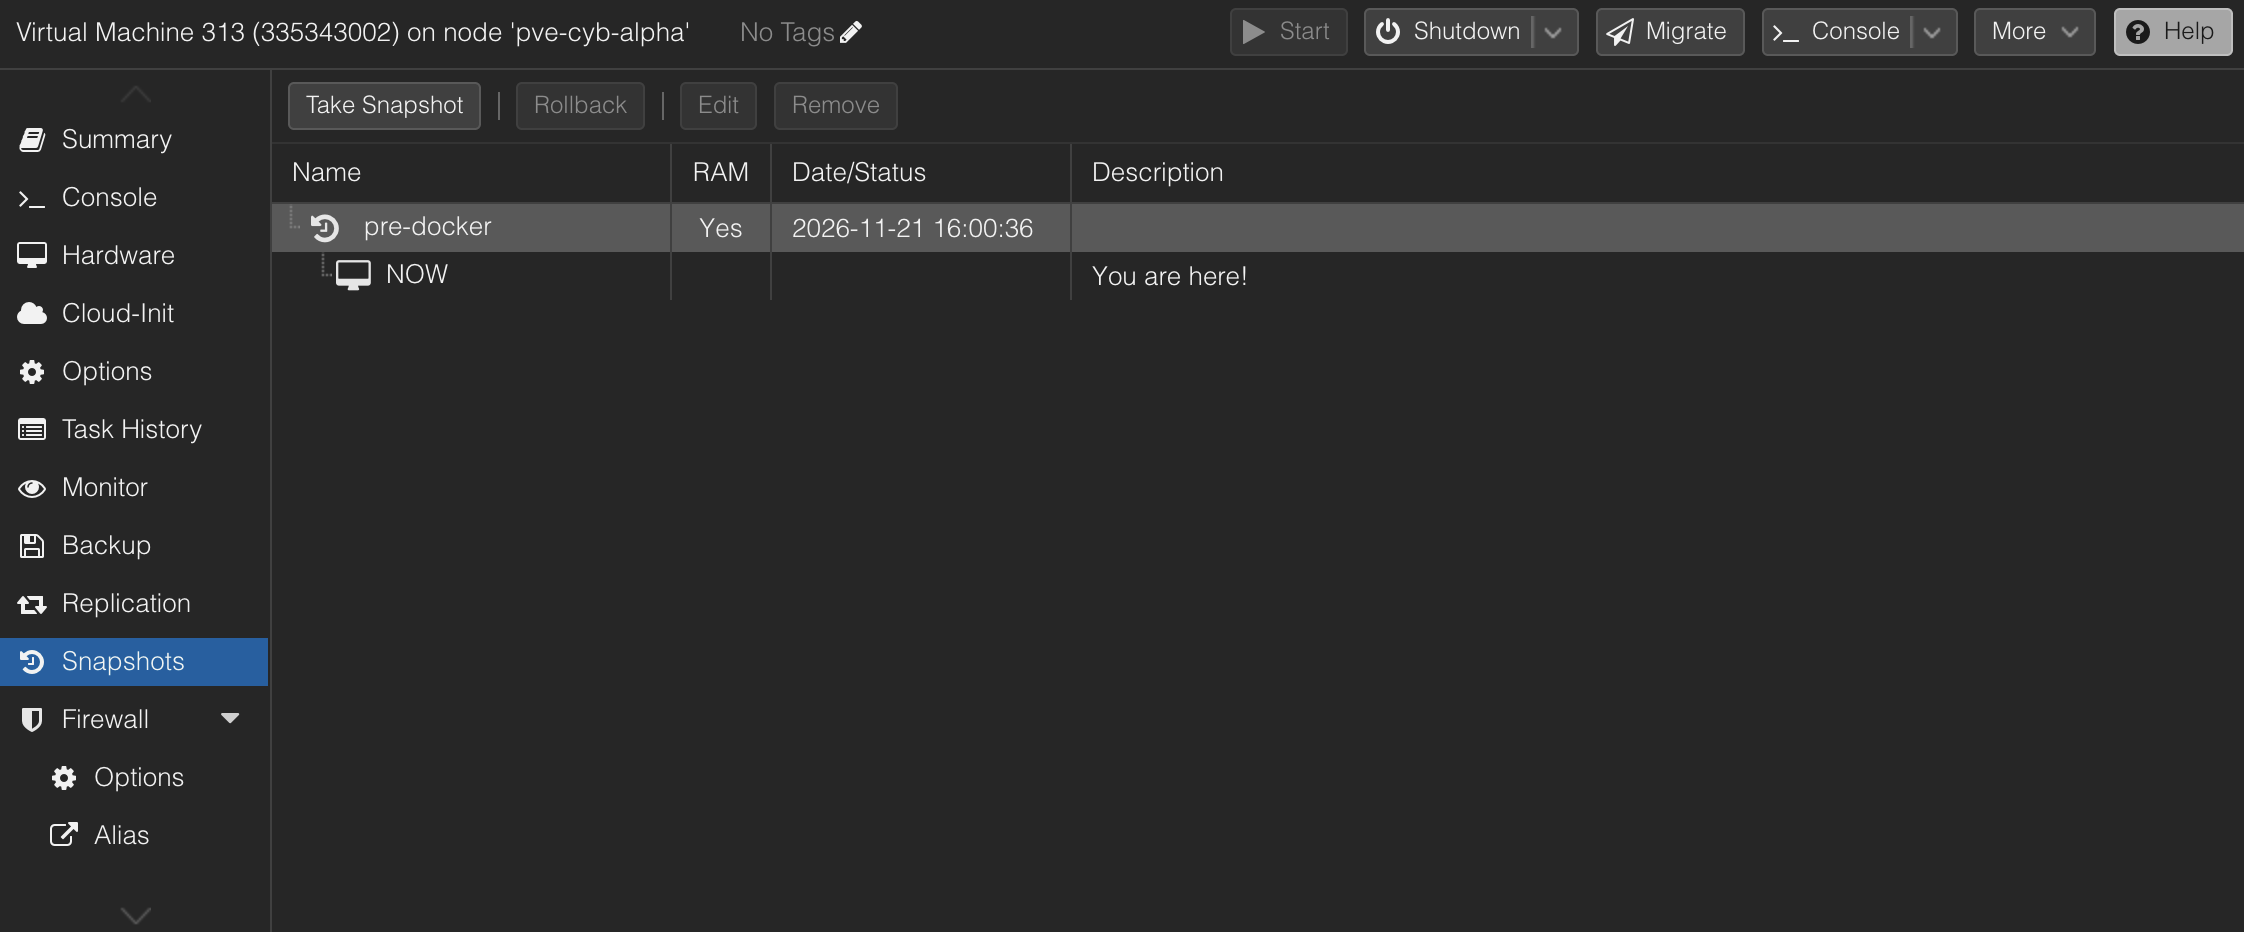 Virtual Machine 313 (335343002) on node 'pve-cyb-alpha' No Tags Start Shutdown Migrate Console More Help
Summary
Console
Hardware
Cloud-Init
Options
Task History
Monitor
Backup
Replication
Snapshots
Firewall
Options
Alias
Take Snapshot Rollback Edit Remove
Name RAM Date/Status Description
pre-docker Yes 2026-11-21 16:00:36
NOW You are here!